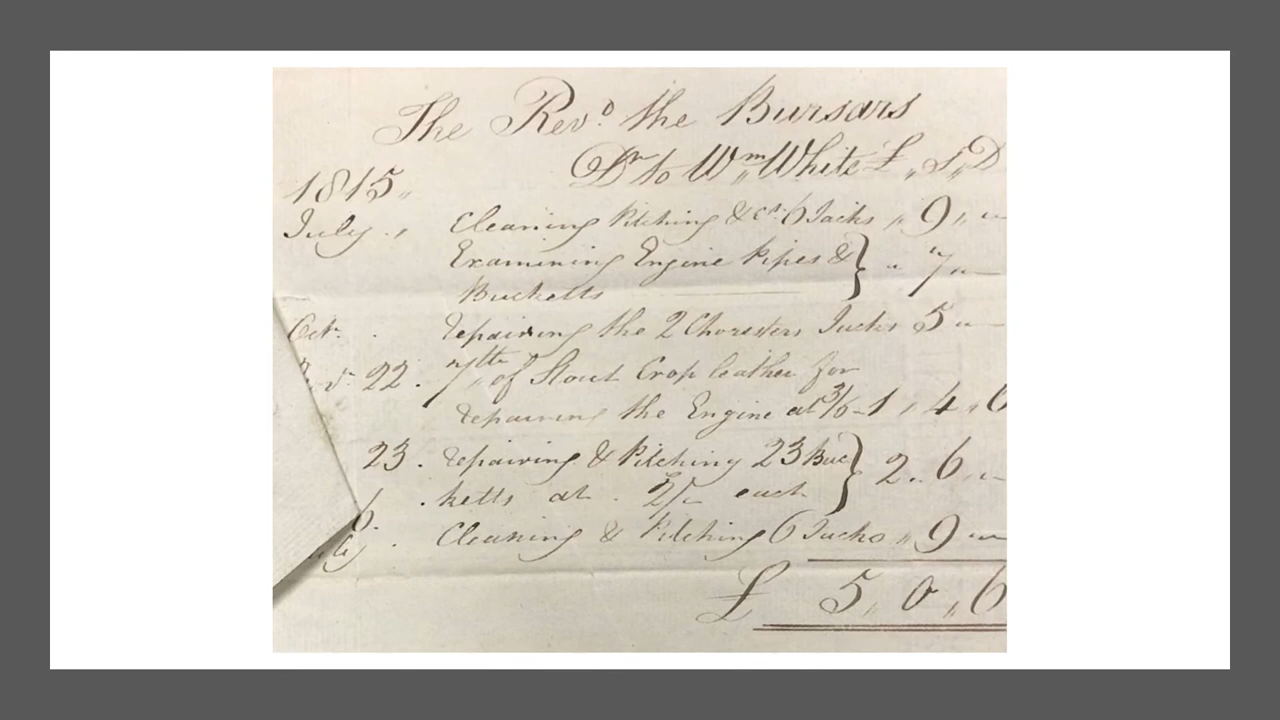 The Revd the Bursars
Dr to Wm White £ „ S „ D
1815 „
July . , Cleaning Pitching &c. 6 Jacks „ 9 „ —
Examining Engine Pipes & } „ 7 „ —
Bucketts
Oct. . repairing the 2 Choresters Jacks 5 „ —
22 . 7 lb „ of Stout Crop leather for
repairing the Engine at 3/6 - 1 „ 4 „ 6
23 . repairing & Pitching 23 Buc } 2 „ 6 „ —
. ketts at . 2/- each
6 . Cleaning & Pitching 6 Jacks „ 9 „ —
£ 5 „ 0 „ 6